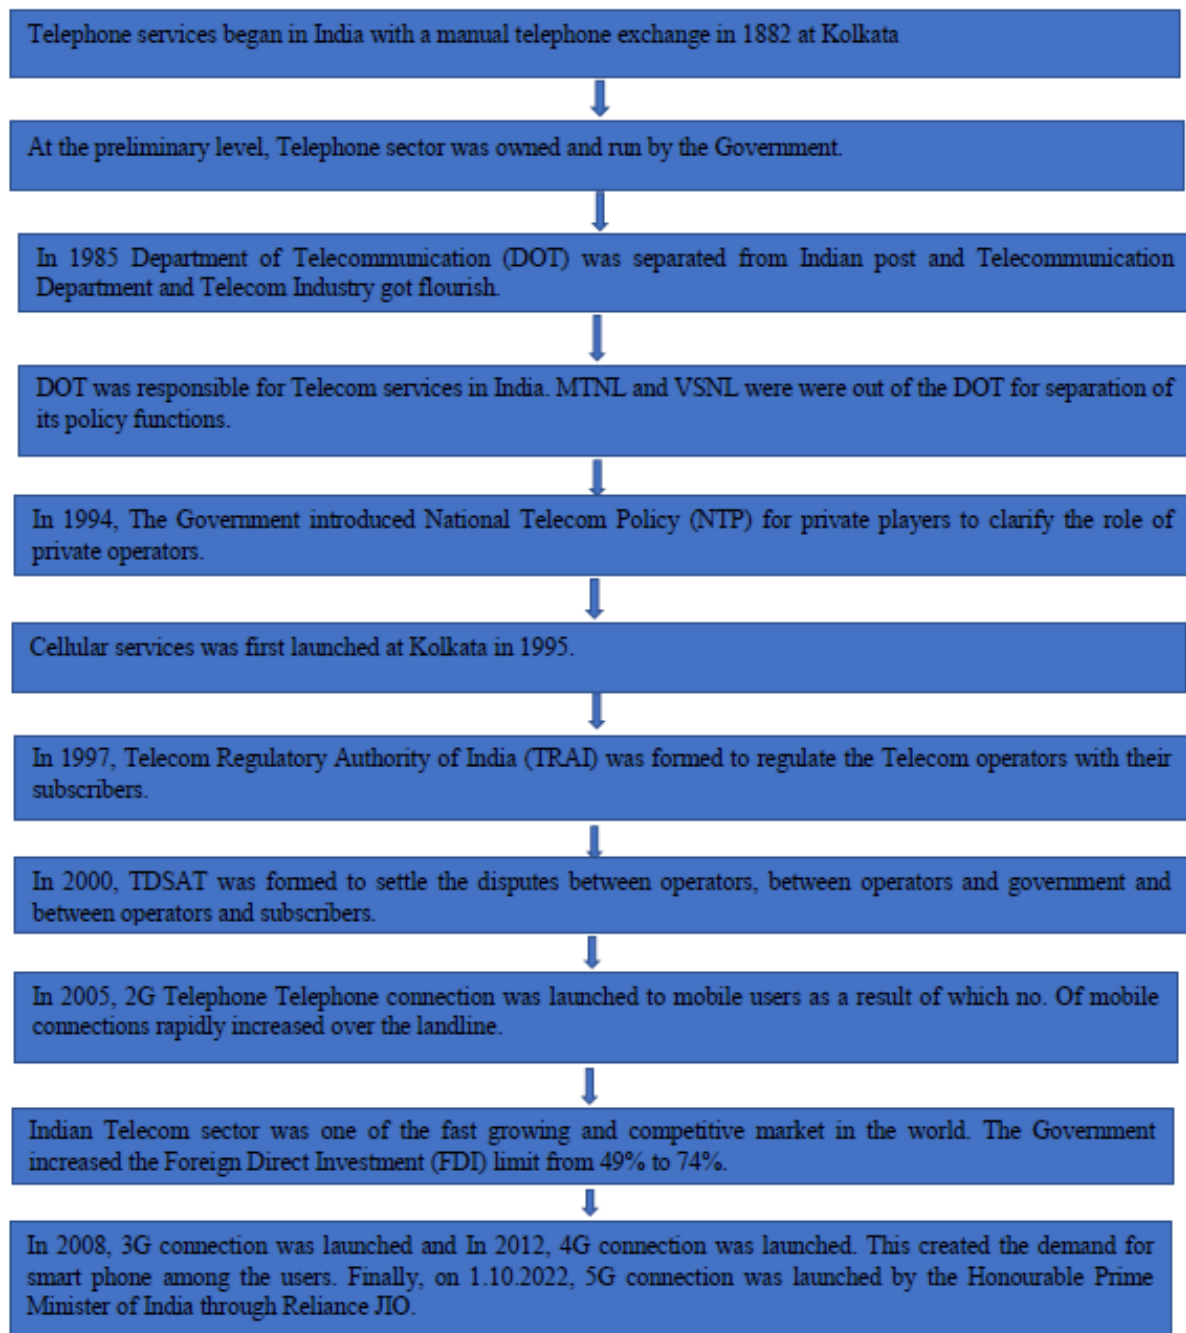 Telephone services began in India with a manual telephone exchange in 1882 at Kolkata
At the preliminary level, Telephone sector was owned and run by the Government.
In 1985 Department of Telecommunication (DOT) was separated from Indian post and Telecommunication
Department and Telecom Industry got flourish.
DOT was responsible for Telecom services in India. MTNL and VSNL were were out of the DOT for separation of
its policy functions.
In 1994, The Government introduced National Telecom Policy (NTP) for private players to clarify the role of
private operators.
Cellular services was first launched at Kolkata in 1995.
In 1997, Telecom Regulatory Authority of India (TRAI) was formed to regulate the Telecom operators with their
subscribers.
In 2000, TDSAT was formed to settle the disputes between operators, between operators and government and
between operators and subscribers.
In 2005, 2G Telephone Telephone connection was launched to mobile users as a result of which no. Of mobile
connections rapidly increased over the landline.
Indian Telecom sector was one of the fast growing and competitive market in the world. The Government
increased the Foreign Direct Investment (FDI) limit from 49% to 74%.
In 2008, 3G connection was launched and In 2012, 4G connection was launched. This created the demand for
smart phone among the users. Finally, on 1.10.2022, 5G connection was launched by the Honourable Prime
Minister of India through Reliance JIO.